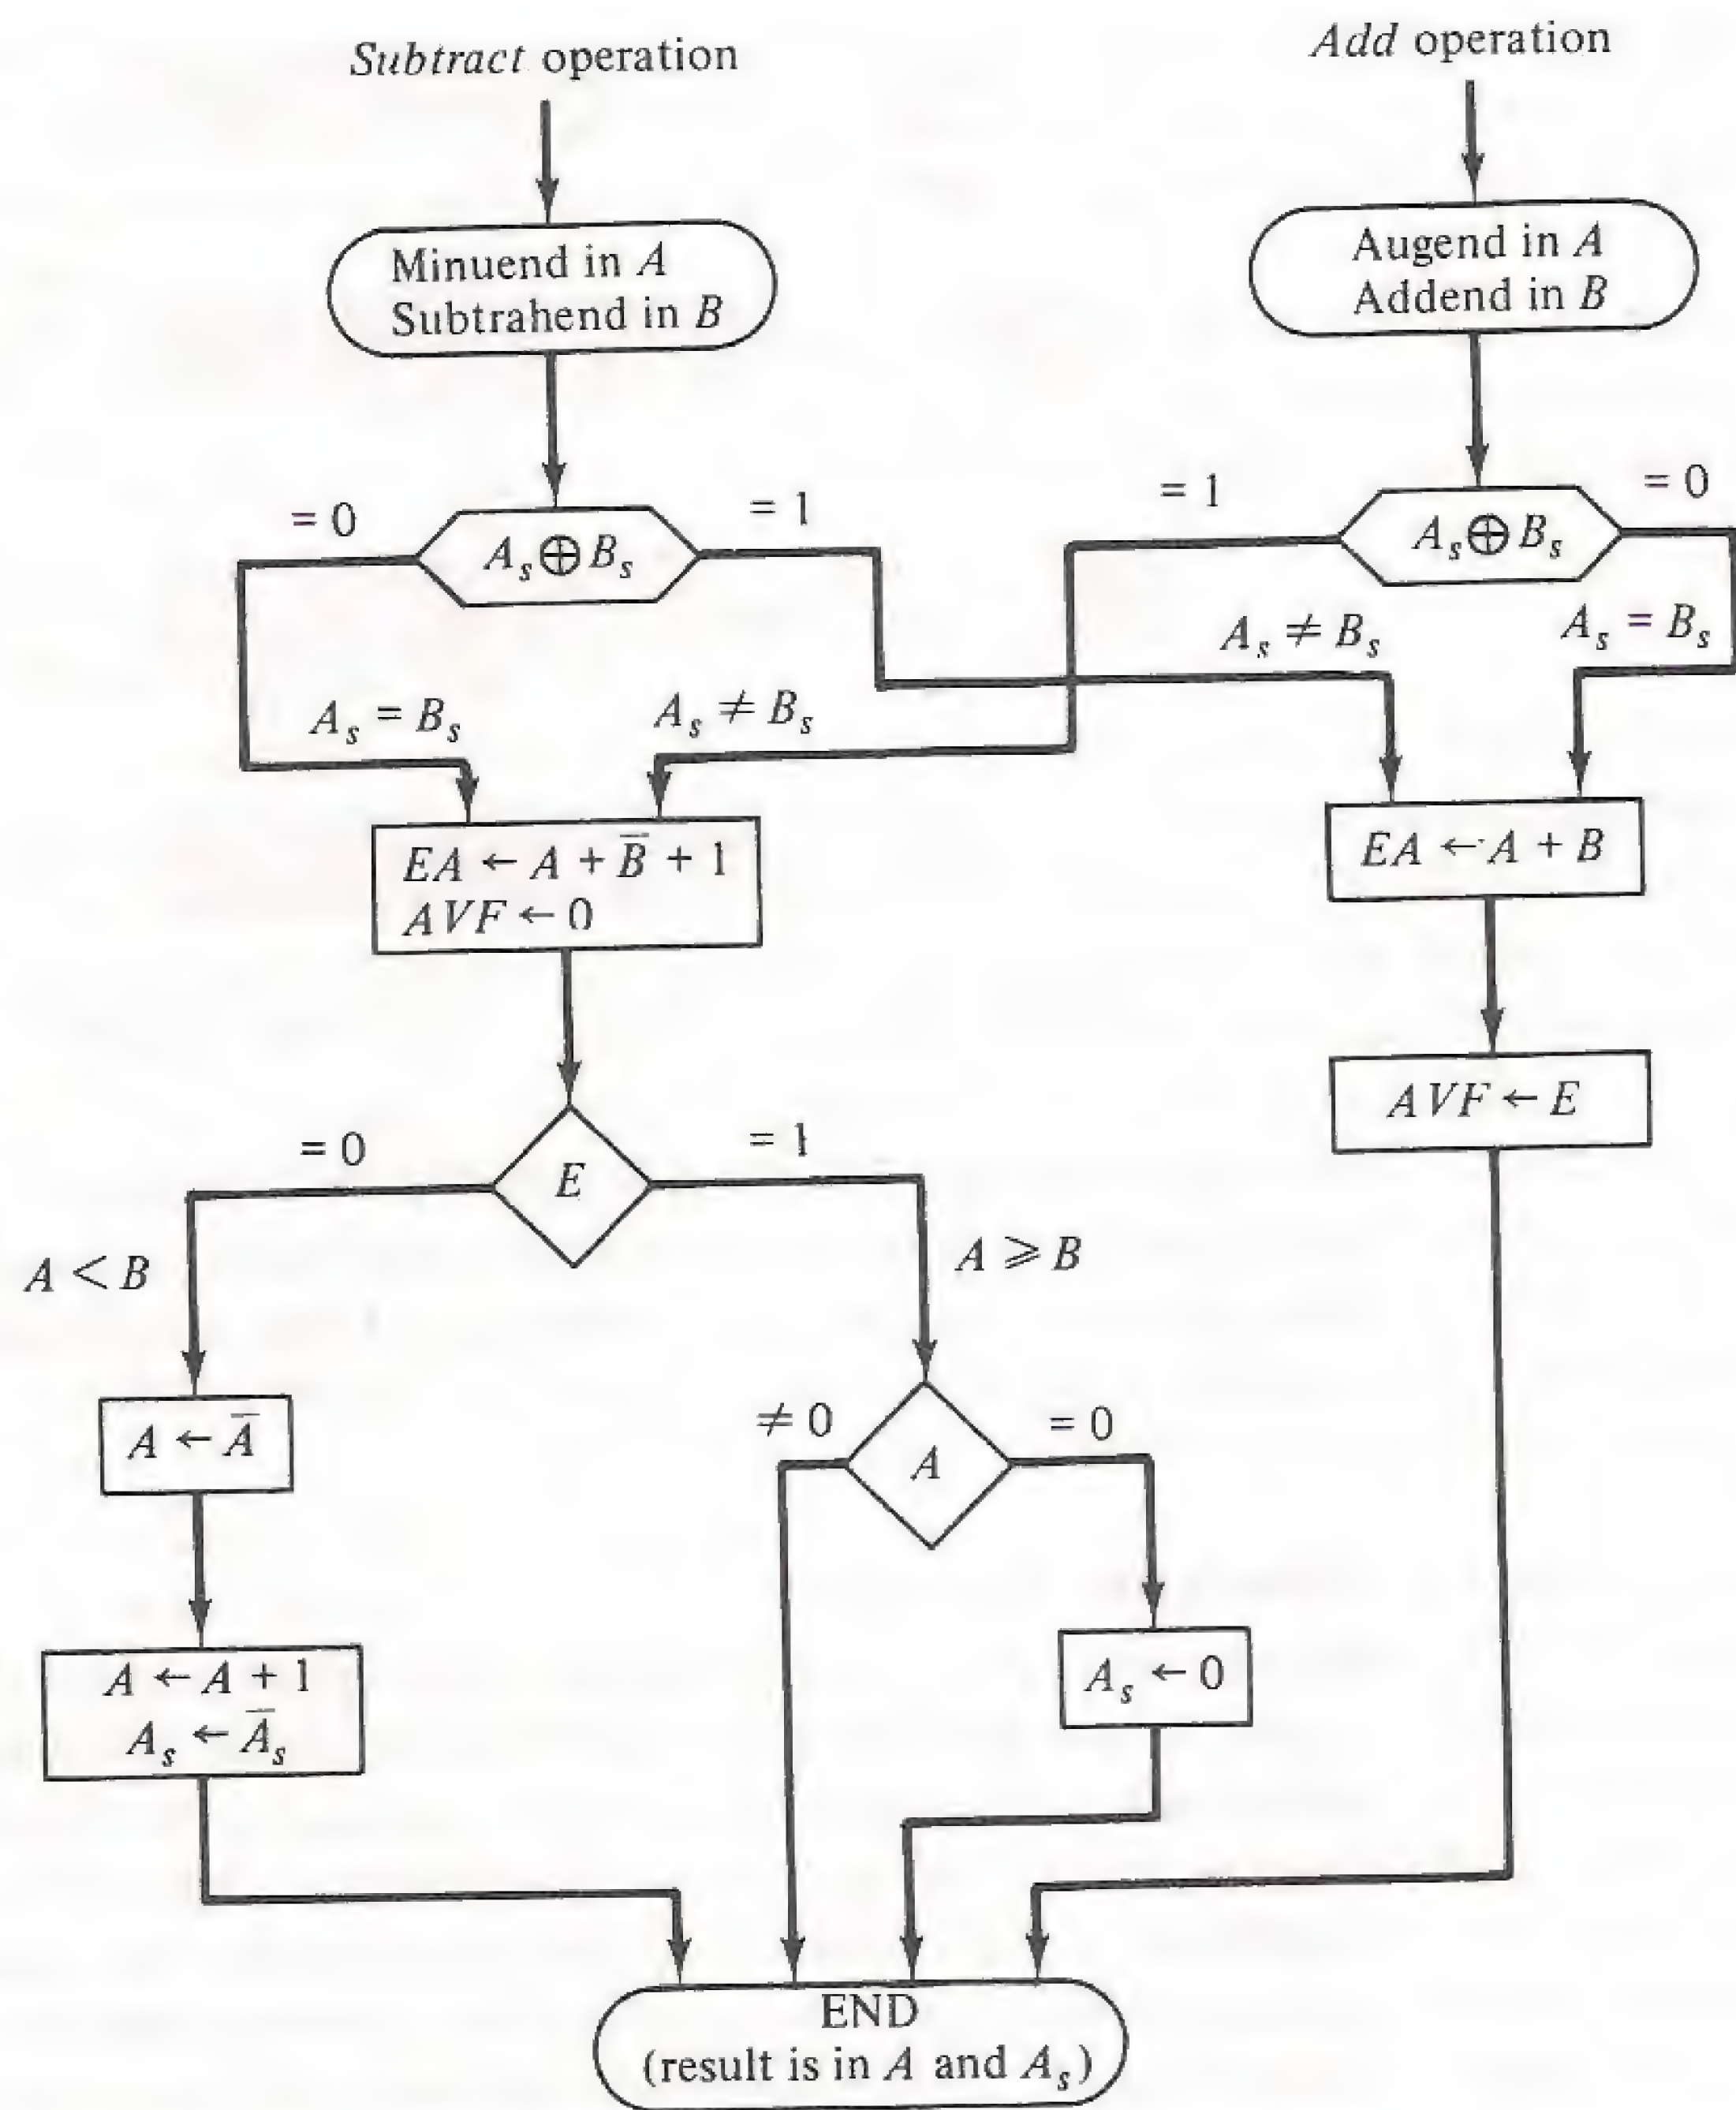 Subtract operation
Add operation
Minuend in A
Subtrahend in B
Augend in A
Addend in B
= 0
A_s ⊕ B_s
= 1
= 1
A_s ⊕ B_s
= 0
A_s = B_s
A_s ≠ B_s
A_s ≠ B_s
A_s = B_s
EA ← A + B̅ + 1
AVF ← 0
EA ← A + B
AVF ← E
= 0
E
= 1
A < B
A ⩾ B
A ← A̅
≠ 0
A
= 0
A ← A + 1
A_s ← A̅_s
A_s ← 0
END
(result is in A and A_s)